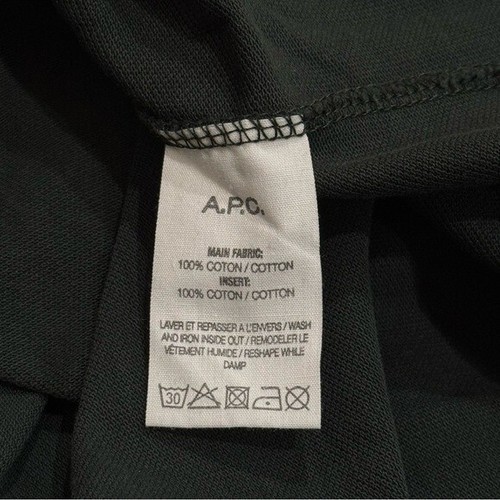 A.P.C.
MAIN FABRIC:
100% COTON / COTTON
INSERT:
100% COTON / COTTON
LAVER ET REPASSER A L'ENVERS / WASH
AND IRON INSIDE OUT / REMODELER LE
VÊTEMENT HUMIDE / RESHAPE WHILE
DAMP
30